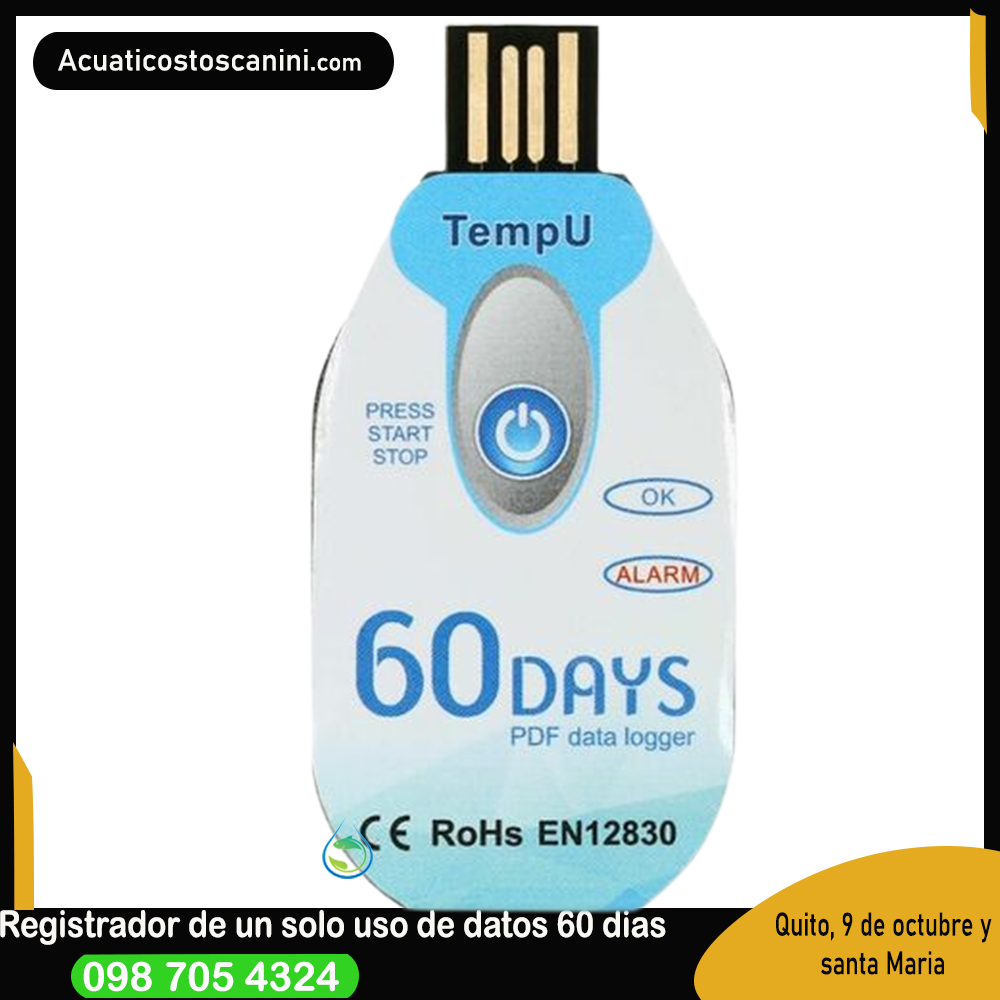 Acuaticostoscanini.com
TempU
PRESS
START
STOP
OK
ALARM
60 DAYS
PDF data logger
CE RoHs EN12830
Registrador de un solo uso de datos 60 dias
098 705 4324
Quito, 9 de octubre y
santa Maria